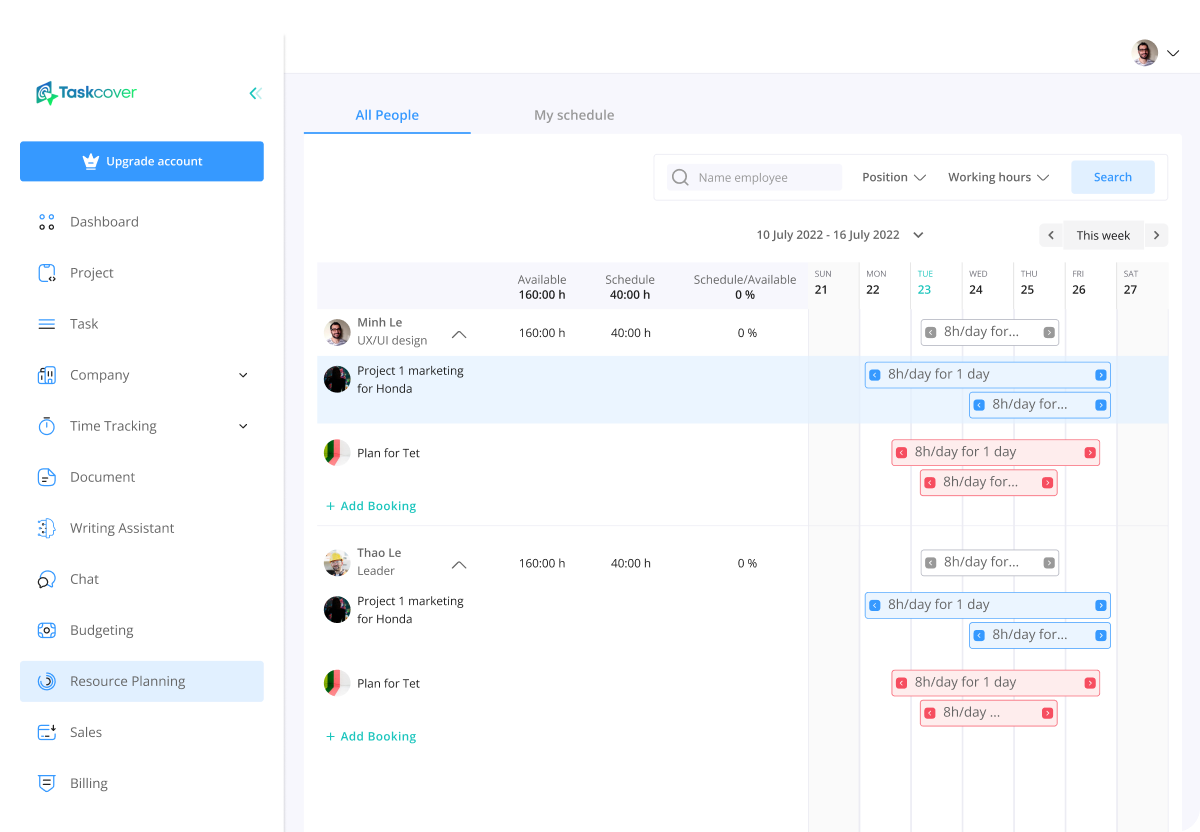 Taskcover
Upgrade account
Dashboard
Project
Task
Company
Time Tracking
Document
Writing Assistant
Chat
Budgeting
Resource Planning
Sales
Billing
All People
My schedule
Name employee
Position
Working hours
Search
10 July 2022 - 16 July 2022
This week
Available
160:00 h
Schedule
40:00 h
Schedule/Available
0 %
SUN
21
MON
22
TUE
23
WED
24
THU
25
FRI
26
SAT
27
Minh Le
UX/UI design
160:00 h
40:00 h
0 %
8h/day for...
Project 1 marketing
for Honda
8h/day for 1 day
8h/day for...
Plan for Tet
8h/day for 1 day
8h/day for...
+ Add Booking
Thao Le
Leader
160:00 h
40:00 h
0 %
8h/day for...
Project 1 marketing
for Honda
8h/day for 1 day
8h/day for...
Plan for Tet
8h/day for 1 day
8h/day ...
+ Add Booking